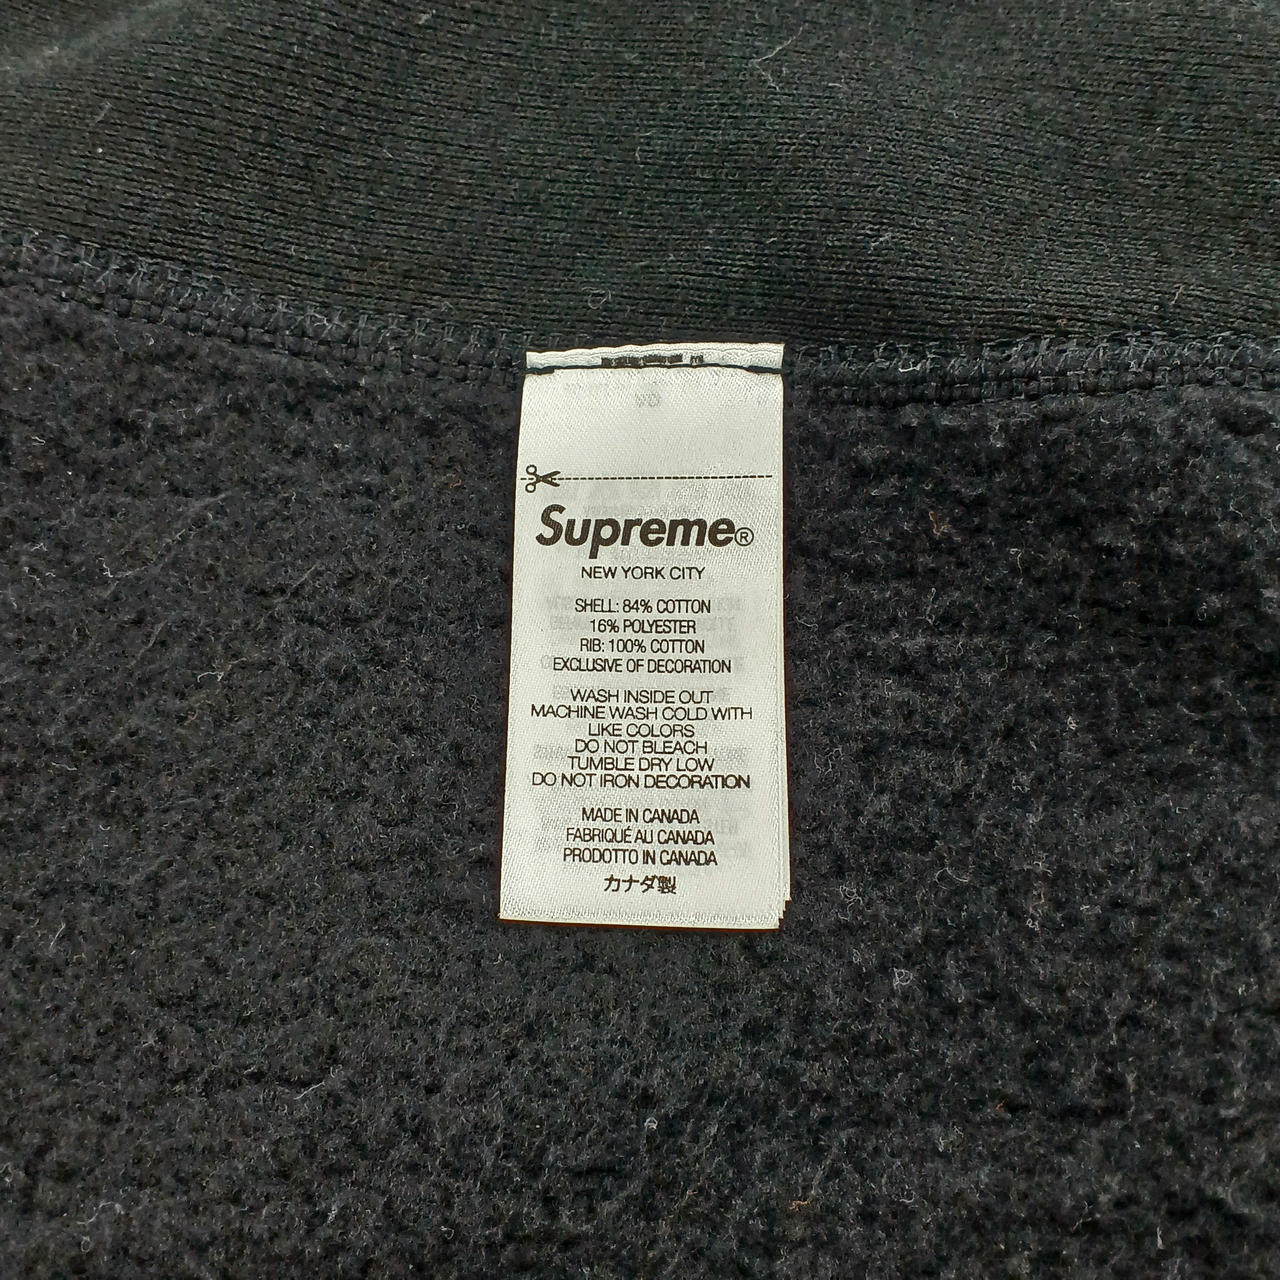 Supreme®
NEW YORK CITY
SHELL: 84% COTTON
16% POLYESTER
RIB: 100% COTTON
EXCLUSIVE OF DECORATION
WASH INSIDE OUT
MACHINE WASH COLD WITH
LIKE COLORS
DO NOT BLEACH
TUMBLE DRY LOW
DO NOT IRON DECORATION
MADE IN CANADA
FABRIQUÉ AU CANADA
PRODOTTO IN CANADA
カナダ製